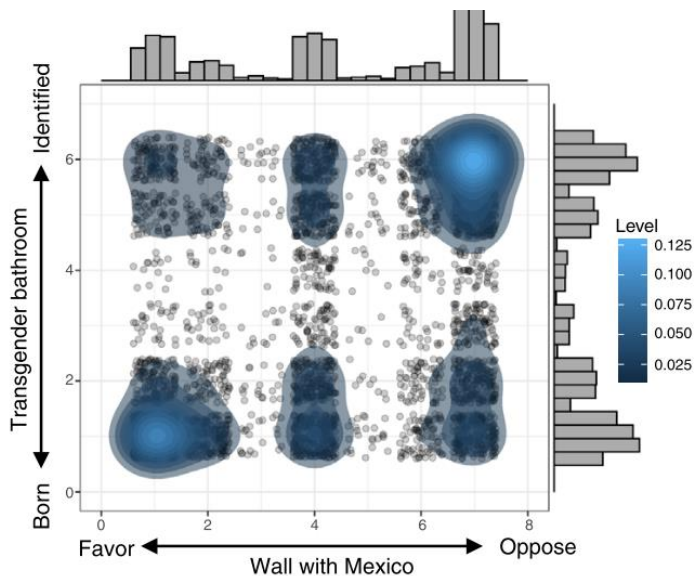 Identified
Transgender bathroom
Born
6
4
2
0
0 2 4 6 8
Favor
Wall with Mexico
Oppose
Level
0.125
0.100
0.075
0.050
0.025